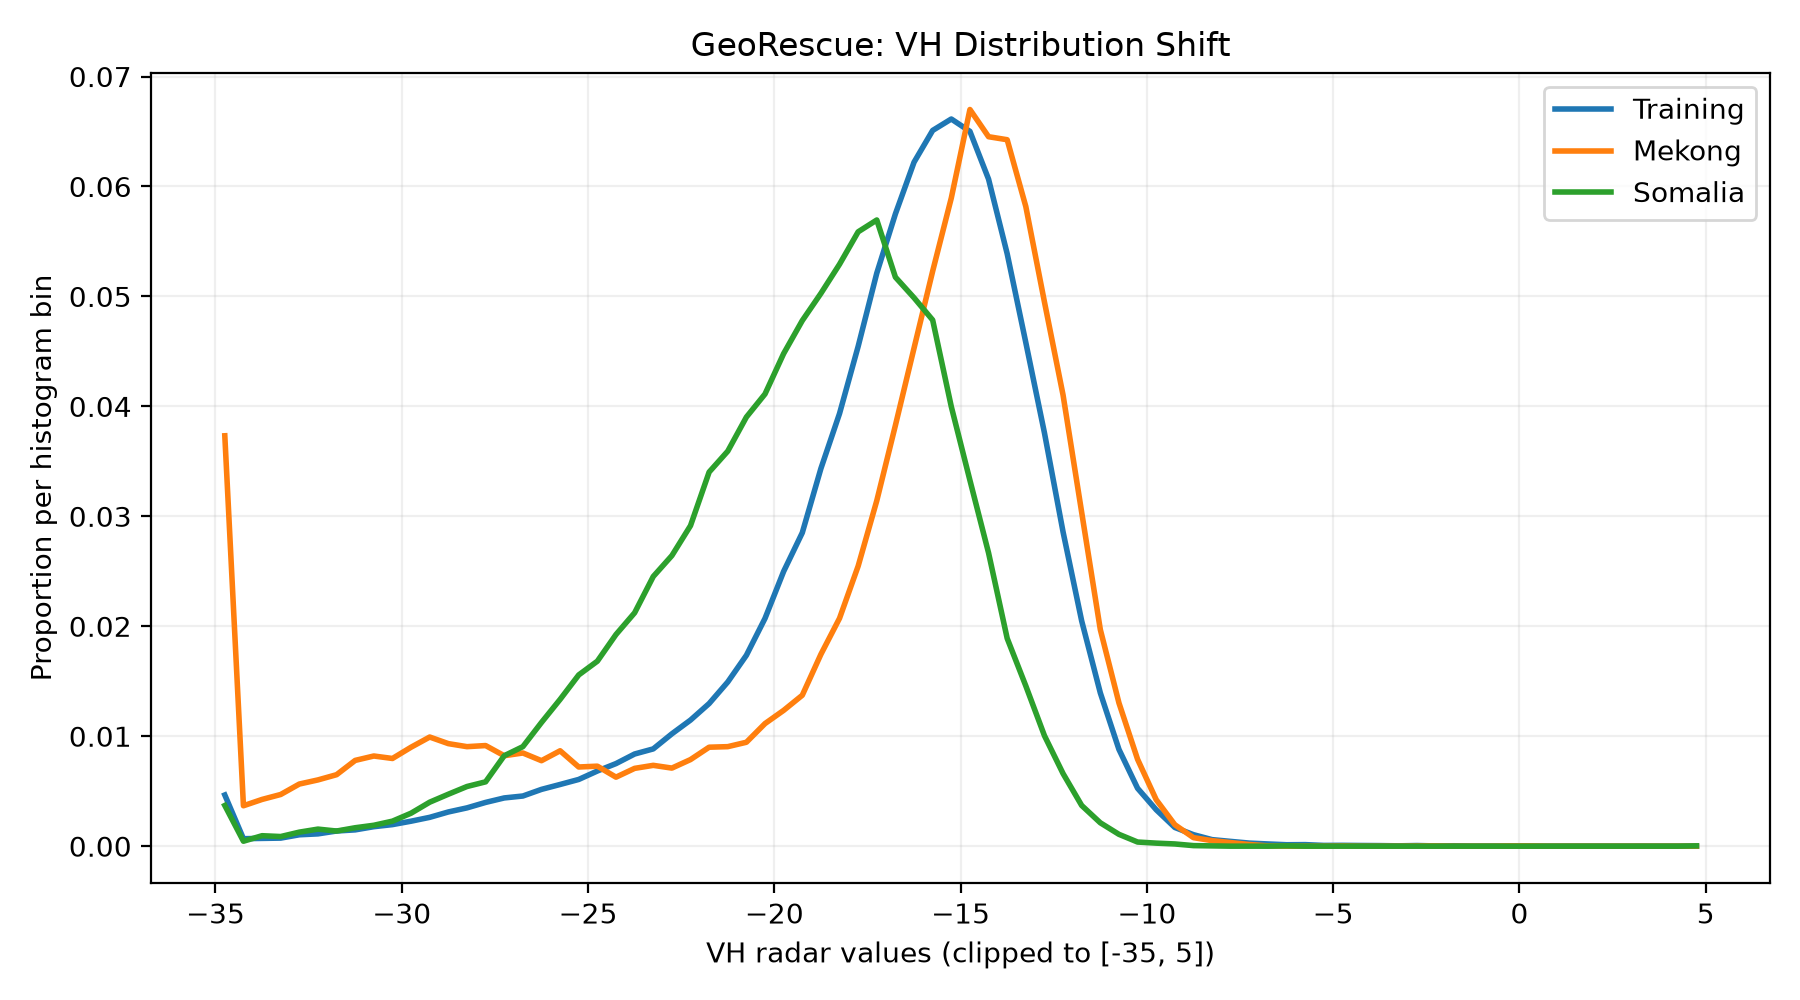 GeoRescue: VH Distribution Shift
Proportion per histogram bin
0.07
0.06
0.05
0.04
0.03
0.02
0.01
0.00
Training
Mekong
Somalia
−35 −30 −25 −20 −15 −10 −5 0 5
VH radar values (clipped to [-35, 5])